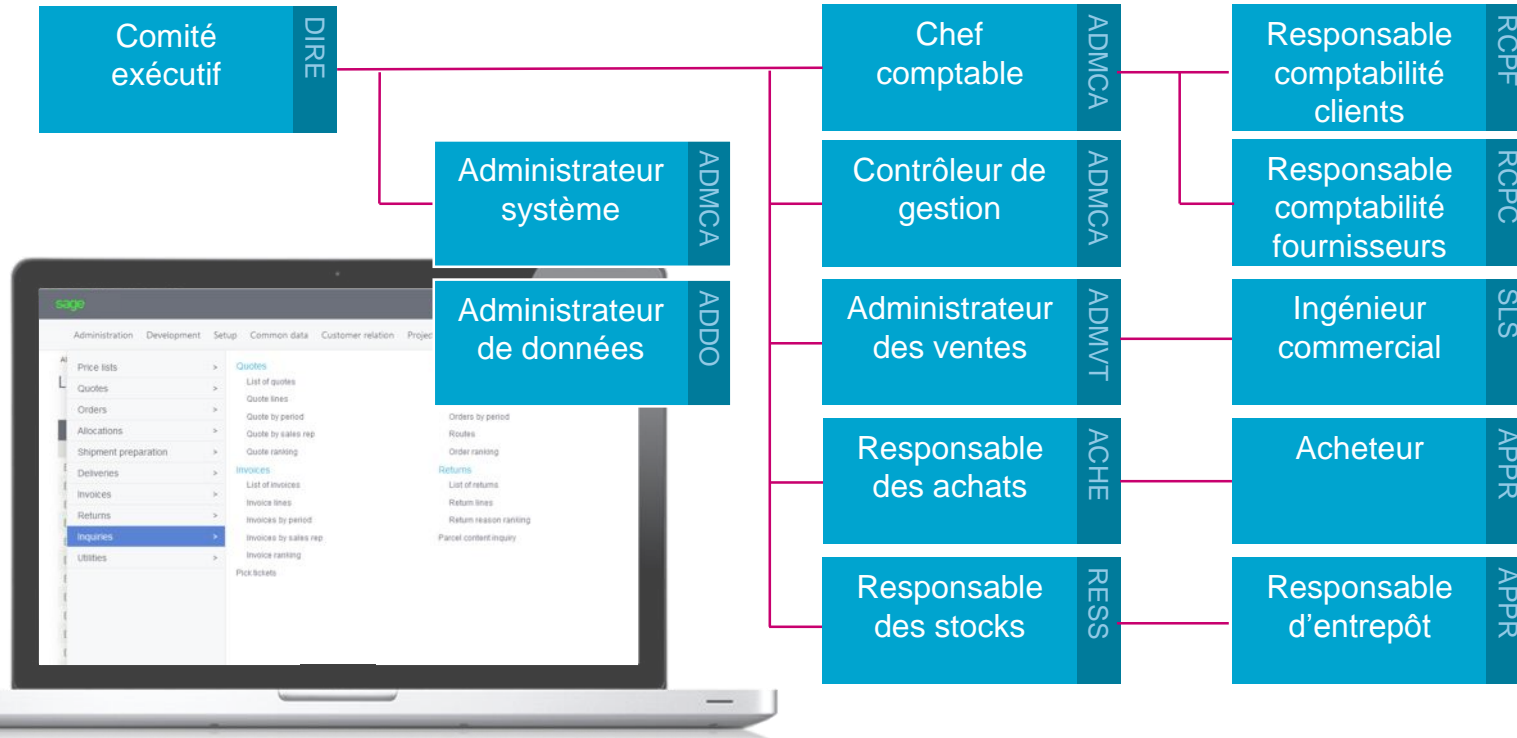 Comité
exécutif
DIRE
Chef
comptable
ADMCA
Responsable
comptabilité
clients
RCPF
Administrateur
système
ADMCA
Contrôleur de
gestion
ADMCA
Responsable
comptabilité
fournisseurs
RCPC
Administrateur
de données
ADDO
Administrateur
des ventes
ADMVT
Ingénieur
commercial
SLS
Responsable
des achats
ACHE
Acheteur
APPR
Responsable
des stocks
RESS
Responsable
d'entrepôt
APPR
sage
Administration Development Setup Common data Customer relation
Price lists >
Quotes >
Orders >
Allocations >
Shipment preparation >
Deliveries >
Invoices >
Returns >
Inquiries >
Utilities >
Quotes
List of quotes
Quote lines
Quote by period
Quote by sales rep
Quote ranking
Invoices
List of invoices
Invoice lines
Invoices by period
Invoices by sales rep
Invoice ranking
Pick tickets
Orders by period
Routes
Order ranking
Returns
List of returns
Return lines
Return reason ranking
Parcel content inquiry